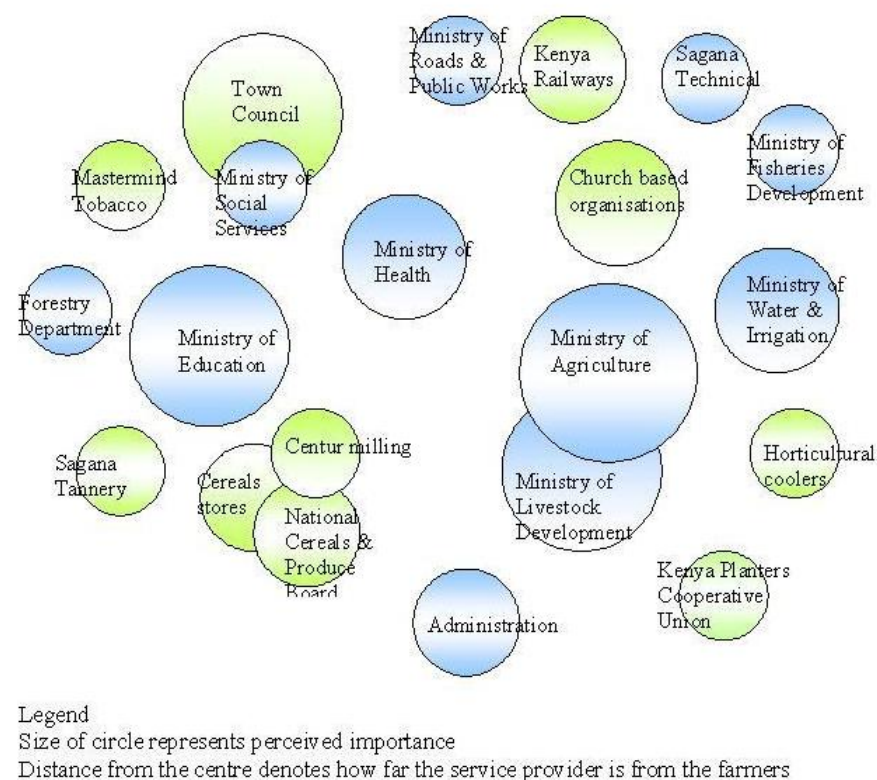 Ministry of
Roads &
Public Works
Kenya
Railways
Sagana
Technical
Town
Council
Ministry of
Fisheries
Development
Mastermind
Tobacco
Ministry of
Social
Services
Church based
organisations
Ministry of
Health
Ministry of
Water &
Irrigation
Forestry
Department
Ministry of
Education
Ministry of
Agriculture
Centur milling
Sagana
Tannery
Cereals
stores
Horticultural
coolers
Ministry of
Livestock
Development
National
Cereals &
Produce
Board
Kenya Planters
Cooperative
Union
Administration
Legend
Size of circle represents perceived importance
Distance from the centre denotes how far the service provider is from the farmers